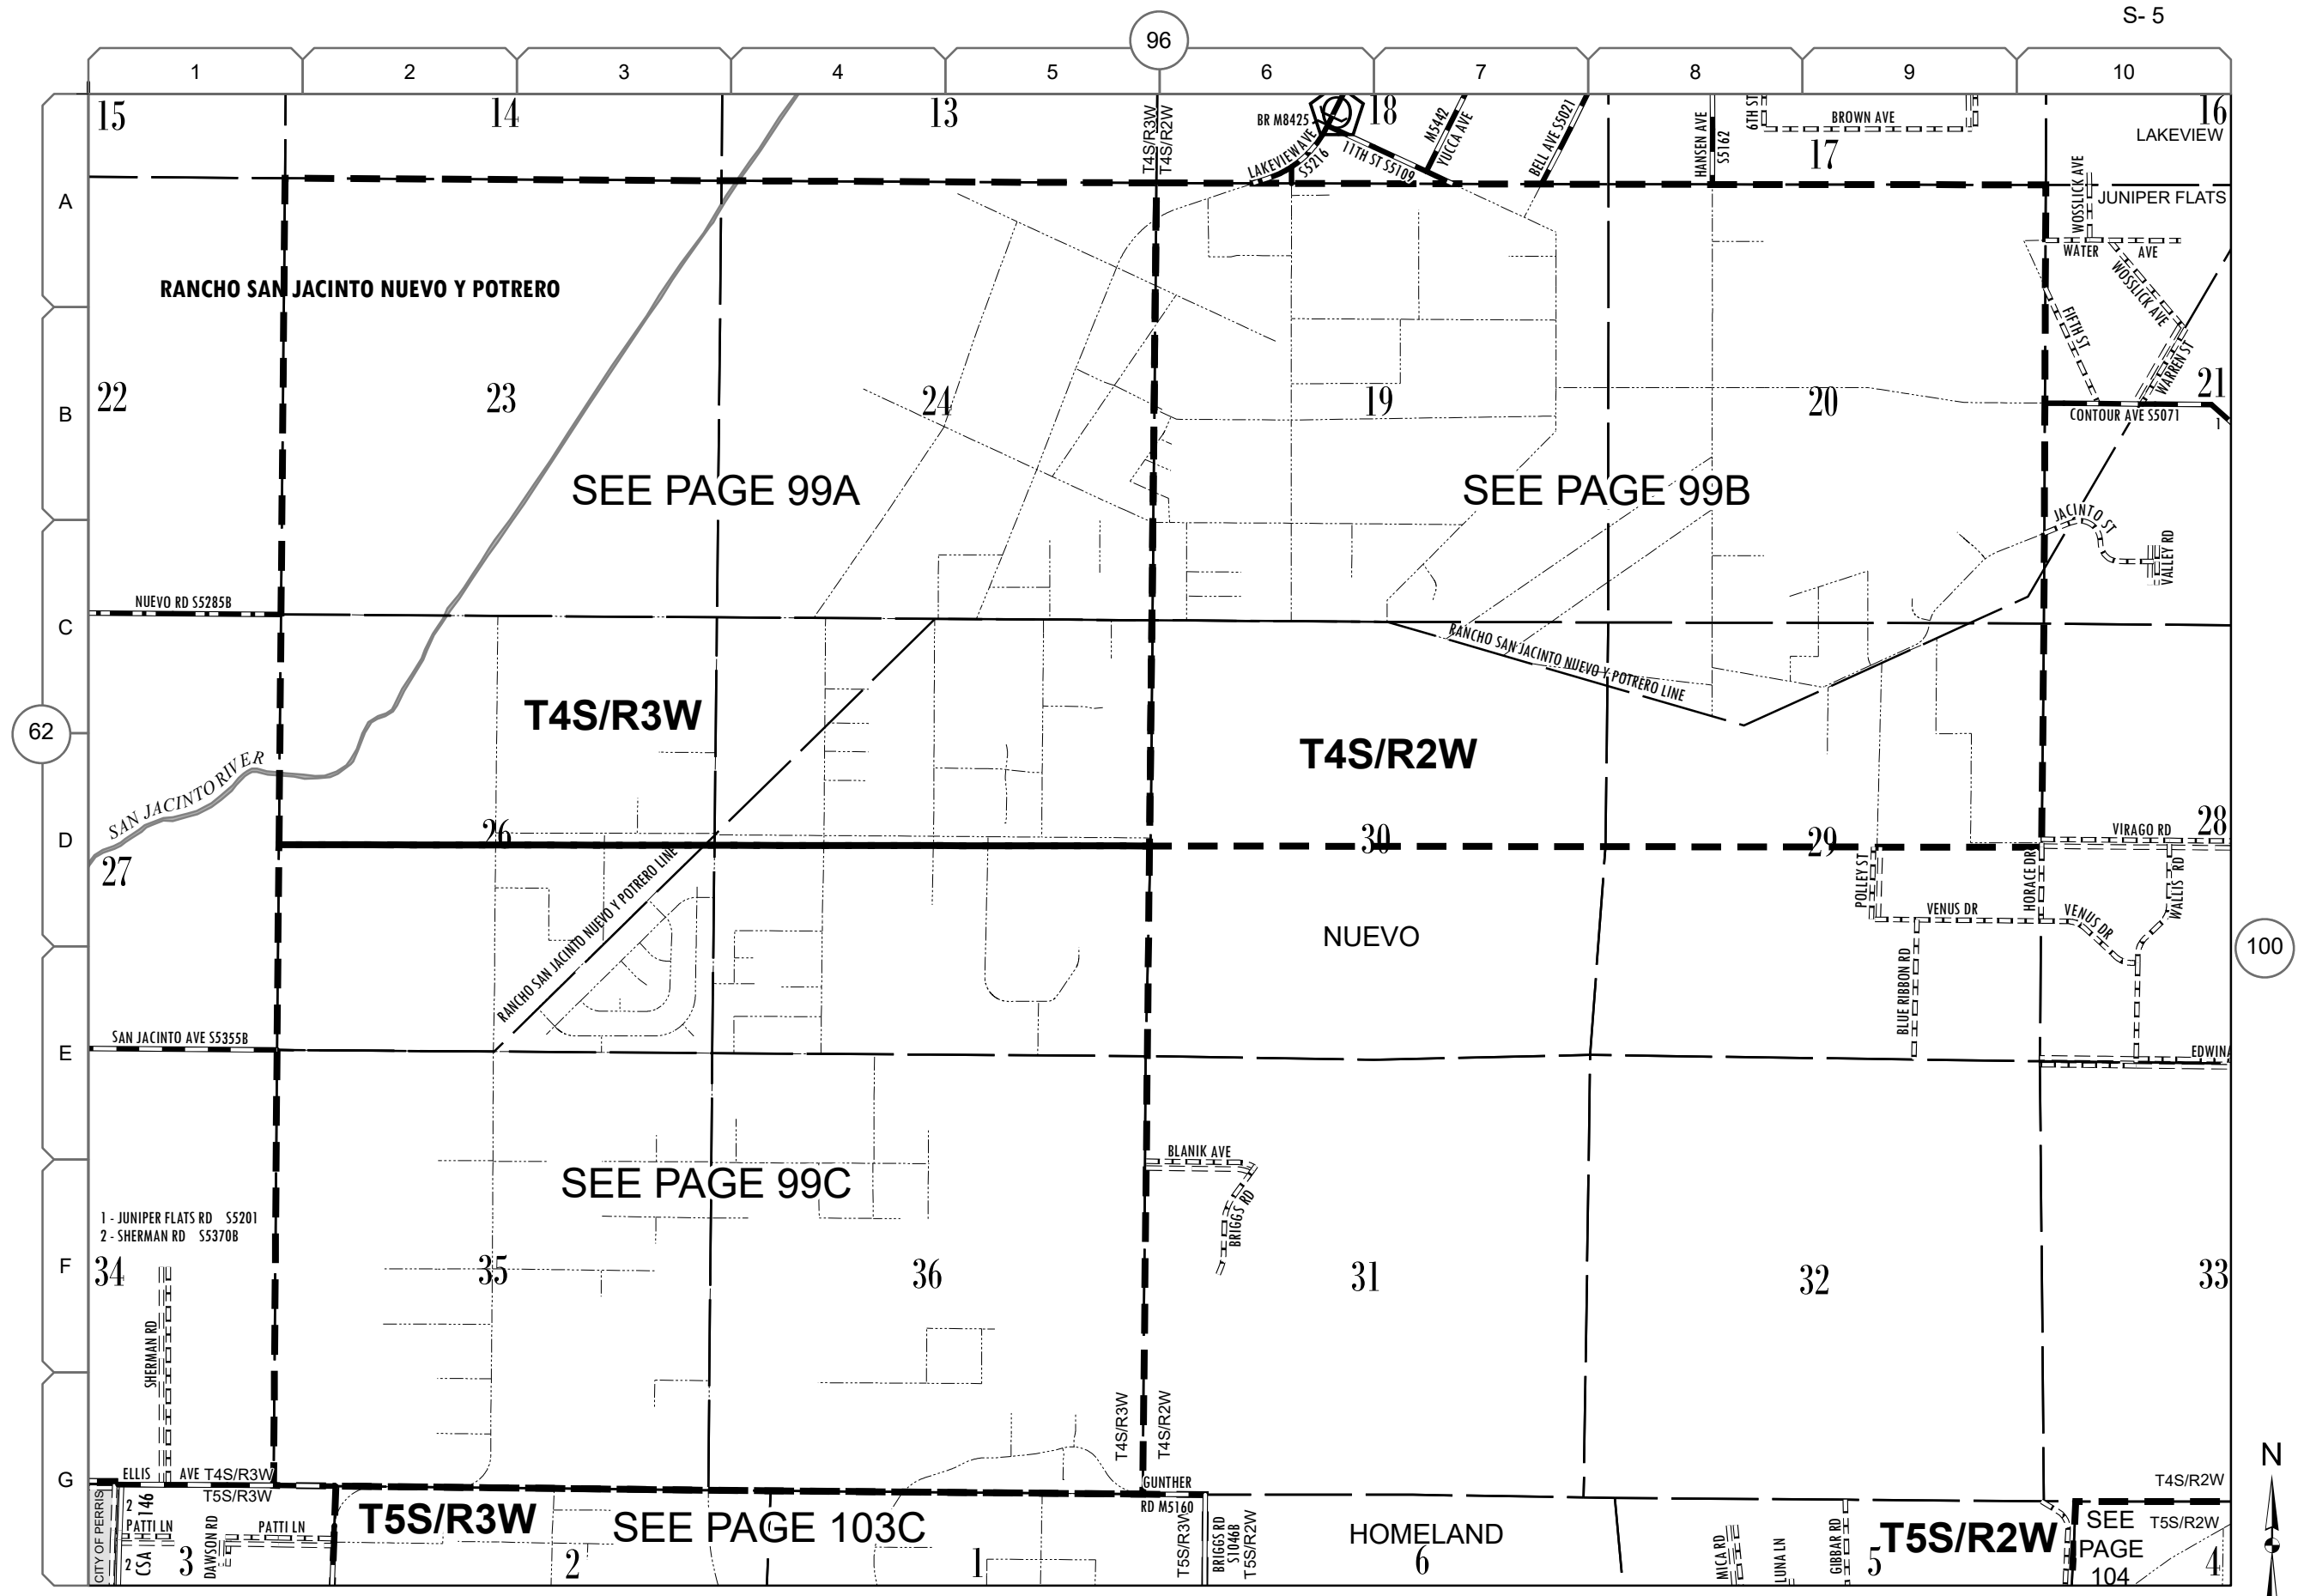 S- 5
96
1
2
3
4
5
6
7
8
9
10
15
14
13
T4S/R3W
T4S/R2W
BR M8425
18
M5442
YUCCA AVE
BELL AVE S5021
HANSEN AVE
S5162
6TH ST
BROWN AVE
16
LAKEVIEW
LAKEVIEW AVE
S5216
11TH ST S5109
17
A
WOSSLICK AVE
JUNIPER FLATS
WATER AVE
WOSSLICK AVE
RANCHO SAN JACINTO NUEVO Y POTRERO
FIFTH ST
WARREN ST
22
23
24
19
20
21
B
CONTOUR AVE S5071
1
SEE PAGE 99A
SEE PAGE 99B
JACINTO ST
VALLEY RD
NUEVO RD S5285B
C
RANCHO SAN JACINTO NUEVO Y POTRERO LINE
T4S/R3W
62
T4S/R2W
SAN JACINTO RIVER
D
26
30
29
VIRAGO RD
28
27
RANCHO SAN JACINTO NUEVO Y POTRERO LINE
POLLEY ST
HORACE DR
WALLIS RD
VENUS DR
VENUS DR
NUEVO
100
BLUE RIBBON RD
SAN JACINTO AVE S5355B
E
EDWINA
BLANIK AVE
SEE PAGE 99C
BRIGGS RD
1 - JUNIPER FLATS RD S5201
2 - SHERMAN RD S5370B
F
34
35
36
31
32
33
SHERMAN RD
T4S/R3W
T4S/R2W
N
G
ELLIS AVE T4S/R3W
T5S/R3W
GUNTHER
RD M5160
T4S/R2W
CITY OF PERRIS
2
CSA 146
PATTI LN
DAWSON RD
PATTI LN
T5S/R3W
SEE PAGE 103C
T5S/R3W
BRIGGS RD
S1046B
T5S/R2W
HOMELAND
MICA RD
LUNA LN
GIBBAR RD
T5S/R2W
SEE
PAGE
104
T5S/R2W
2
3
2
1
6
5
4